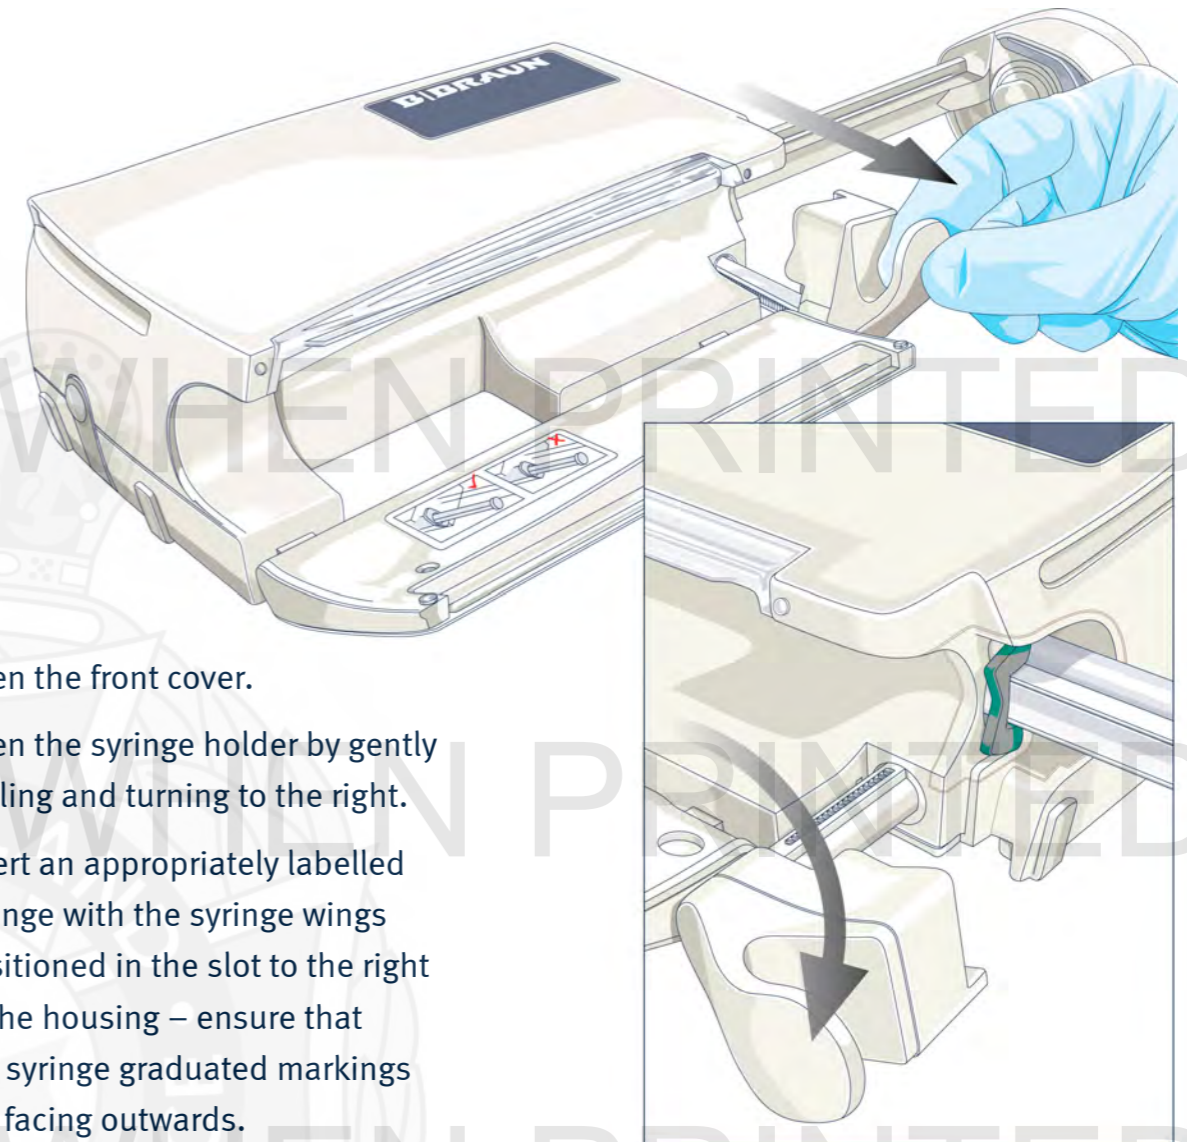 B|BRAUN
WHEN PRINTED
en the front cover.
en the syringe holder by gently
ling and turning to the right.
WHEN PRINTED
ert an appropriately labelled
nge with the syringe wings
sitioned in the slot to the right
he housing – ensure that
syringe graduated markings
facing outwards.
WHEN PRINTED